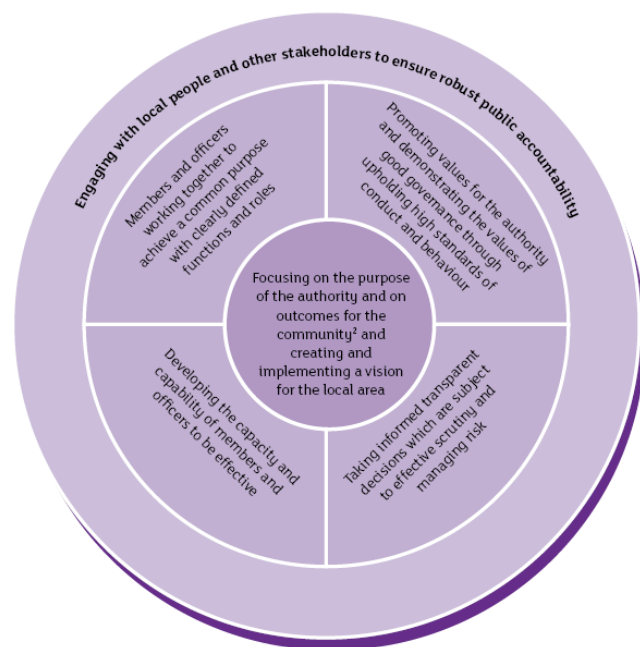 Engaging with local people and other stakeholders to ensure robust public accountability
Members and officers
working together to
achieve a common purpose
with clearly defined
functions and roles
Promoting values for the authority
and demonstrating the values of
good governance through
upholding high standards of
conduct and behaviour
Focusing on the purpose
of the authority and on
outcomes for the
community² and
creating and
implementing a vision
for the local area
Developing the capacity and
capability of members and
officers to be effective
Taking informed transparent
decisions which are subject
to effective scrutiny and
managing risk